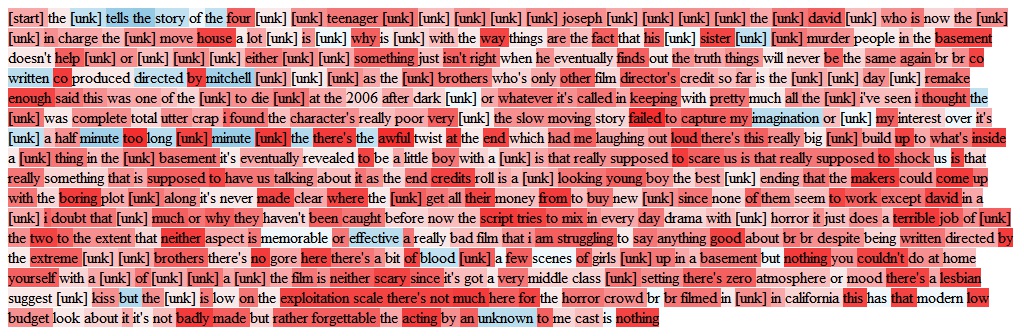 [start] the [unk] tells the story of the four [unk] [unk] teenager [unk] [unk] [unk] [unk] joseph [unk] [unk] [unk] [unk] the [unk] david [unk] who is now the [unk]
[unk] in charge the [unk] move house a lot [unk] is [unk] why is [unk] with the way things are the fact that his [unk] sister [unk] [unk] murder people in the basement
doesn't help [unk] or [unk] [unk] either [unk] [unk] something just isn't right when he eventually finds out the truth things will never be the same again br br co
written co produced directed by mitchell [unk] [unk] [unk] as the [unk] brothers who's only other film director's credit so far is the [unk] [unk] day [unk] remake
enough said this was one of the [unk] to die [unk] at the 2006 after dark [unk] or whatever it's called in keeping with pretty much all the [unk] i've seen i thought the
[unk] was complete total utter crap i found the character's really poor very [unk] the slow moving story failed to capture my imagination or [unk] my interest over it's
[unk] a half minute too long [unk] minute [unk] the there's the awful twist at the end which had me laughing out loud there's this really big [unk] build up to what's inside
a [unk] thing in the [unk] basement it's eventually revealed to be a little boy with a [unk] is that really supposed to scare us is that really supposed to shock us is that
really something that is supposed to have us talking about it as the end credits roll is a [unk] looking young boy the best [unk] ending that the makers could come up
with the boring plot [unk] along it's never made clear where the [unk] get all their money from to buy new [unk] since none of them seem to work except david in a
[unk] i doubt that [unk] much or why they haven't been caught before now the script tries to mix in every day drama with [unk] horror it just does a terrible job of [unk]
the two to the extent that neither aspect is memorable or effective a really bad film that i am struggling to say anything good about br br despite being written directed by
the extreme [unk] [unk] brothers there's no gore here there's a bit of blood [unk] a few scenes of girls [unk] up in a basement but nothing you couldn't do at home
yourself with a [unk] of [unk] [unk] a [unk] the film is neither scary since it's got a very middle class [unk] setting there's zero atmosphere or mood there's a lesbian
suggest [unk] kiss but the [unk] is low on the exploitation scale there's not much here for the horror crowd br br filmed in [unk] in california this has that modern low
budget look about it it's not badly made but rather forgettable the acting by an unknown to me cast is nothing